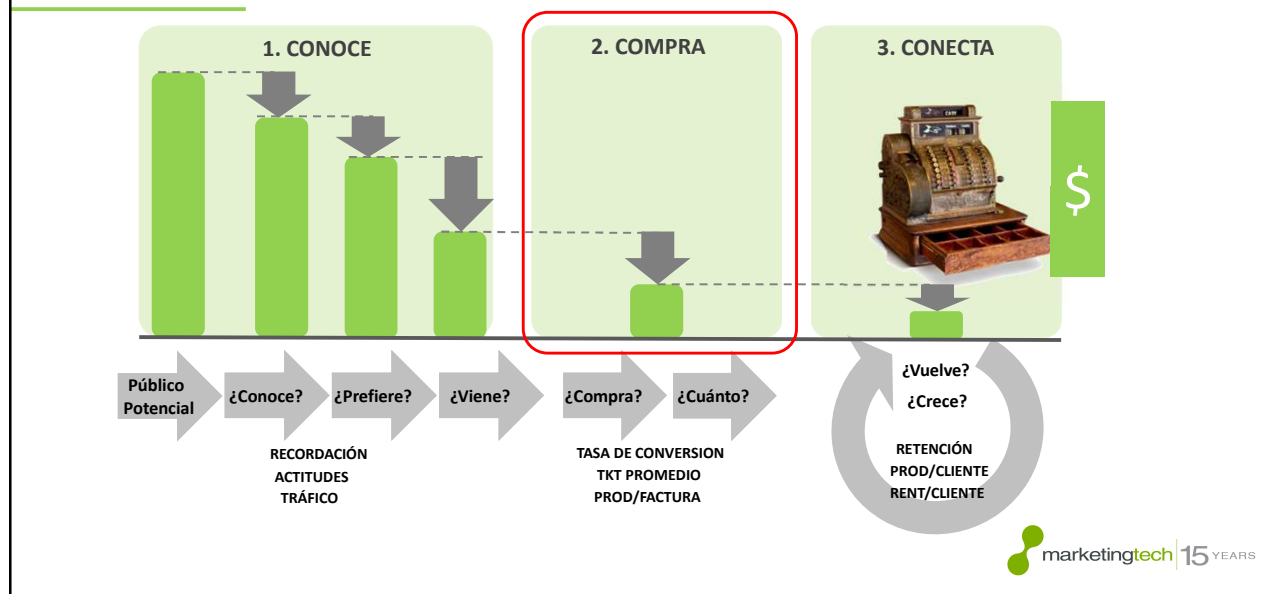 1. CONOCE
2. COMPRA
3. CONECTA
$
Público
Potencial
¿Conoce?
¿Prefiere?
¿Viene?
¿Compra?
¿Cuánto?
¿Vuelve?
¿Crece?
RECORDACIÓN
ACTITUDES
TRÁFICO
TASA DE CONVERSION
TKT PROMEDIO
PROD/FACTURA
RETENCIÓN
PROD/CLIENTE
RENT/CLIENTE
marketingtech 15 YEARS